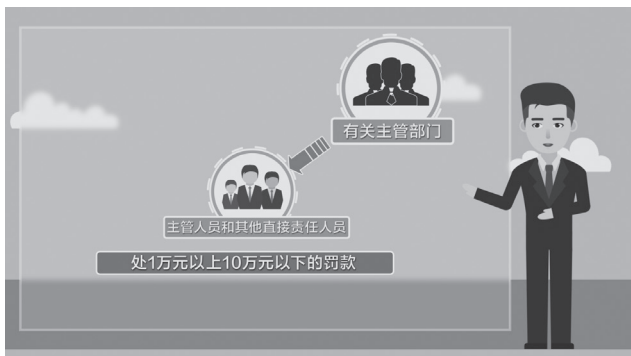 有关主管部门
主管人员和其他直接责任人员
处1万元以上10万元以下的罚款